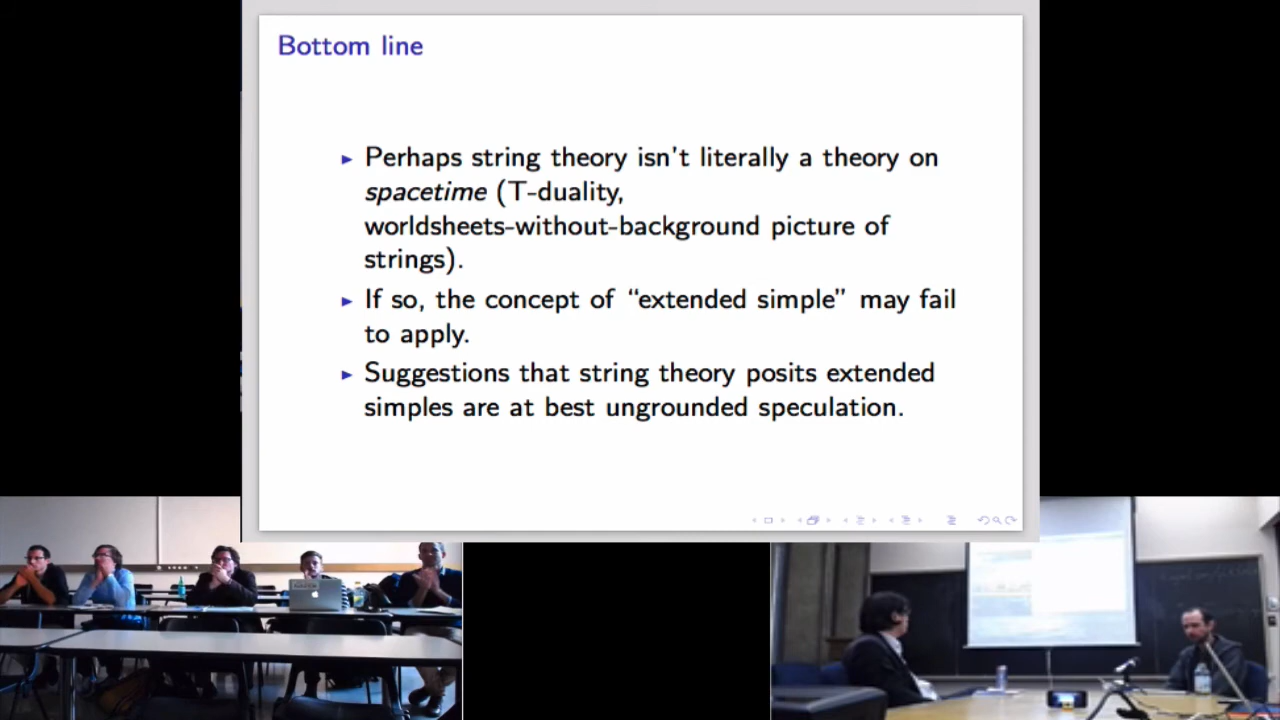 Bottom line
Perhaps string theory isn't literally a theory on
spacetime (T-duality,
worldsheets-without-background picture of
strings).
If so, the concept of “extended simple” may fail
to apply.
Suggestions that string theory posits extended
simples are at best ungrounded speculation.